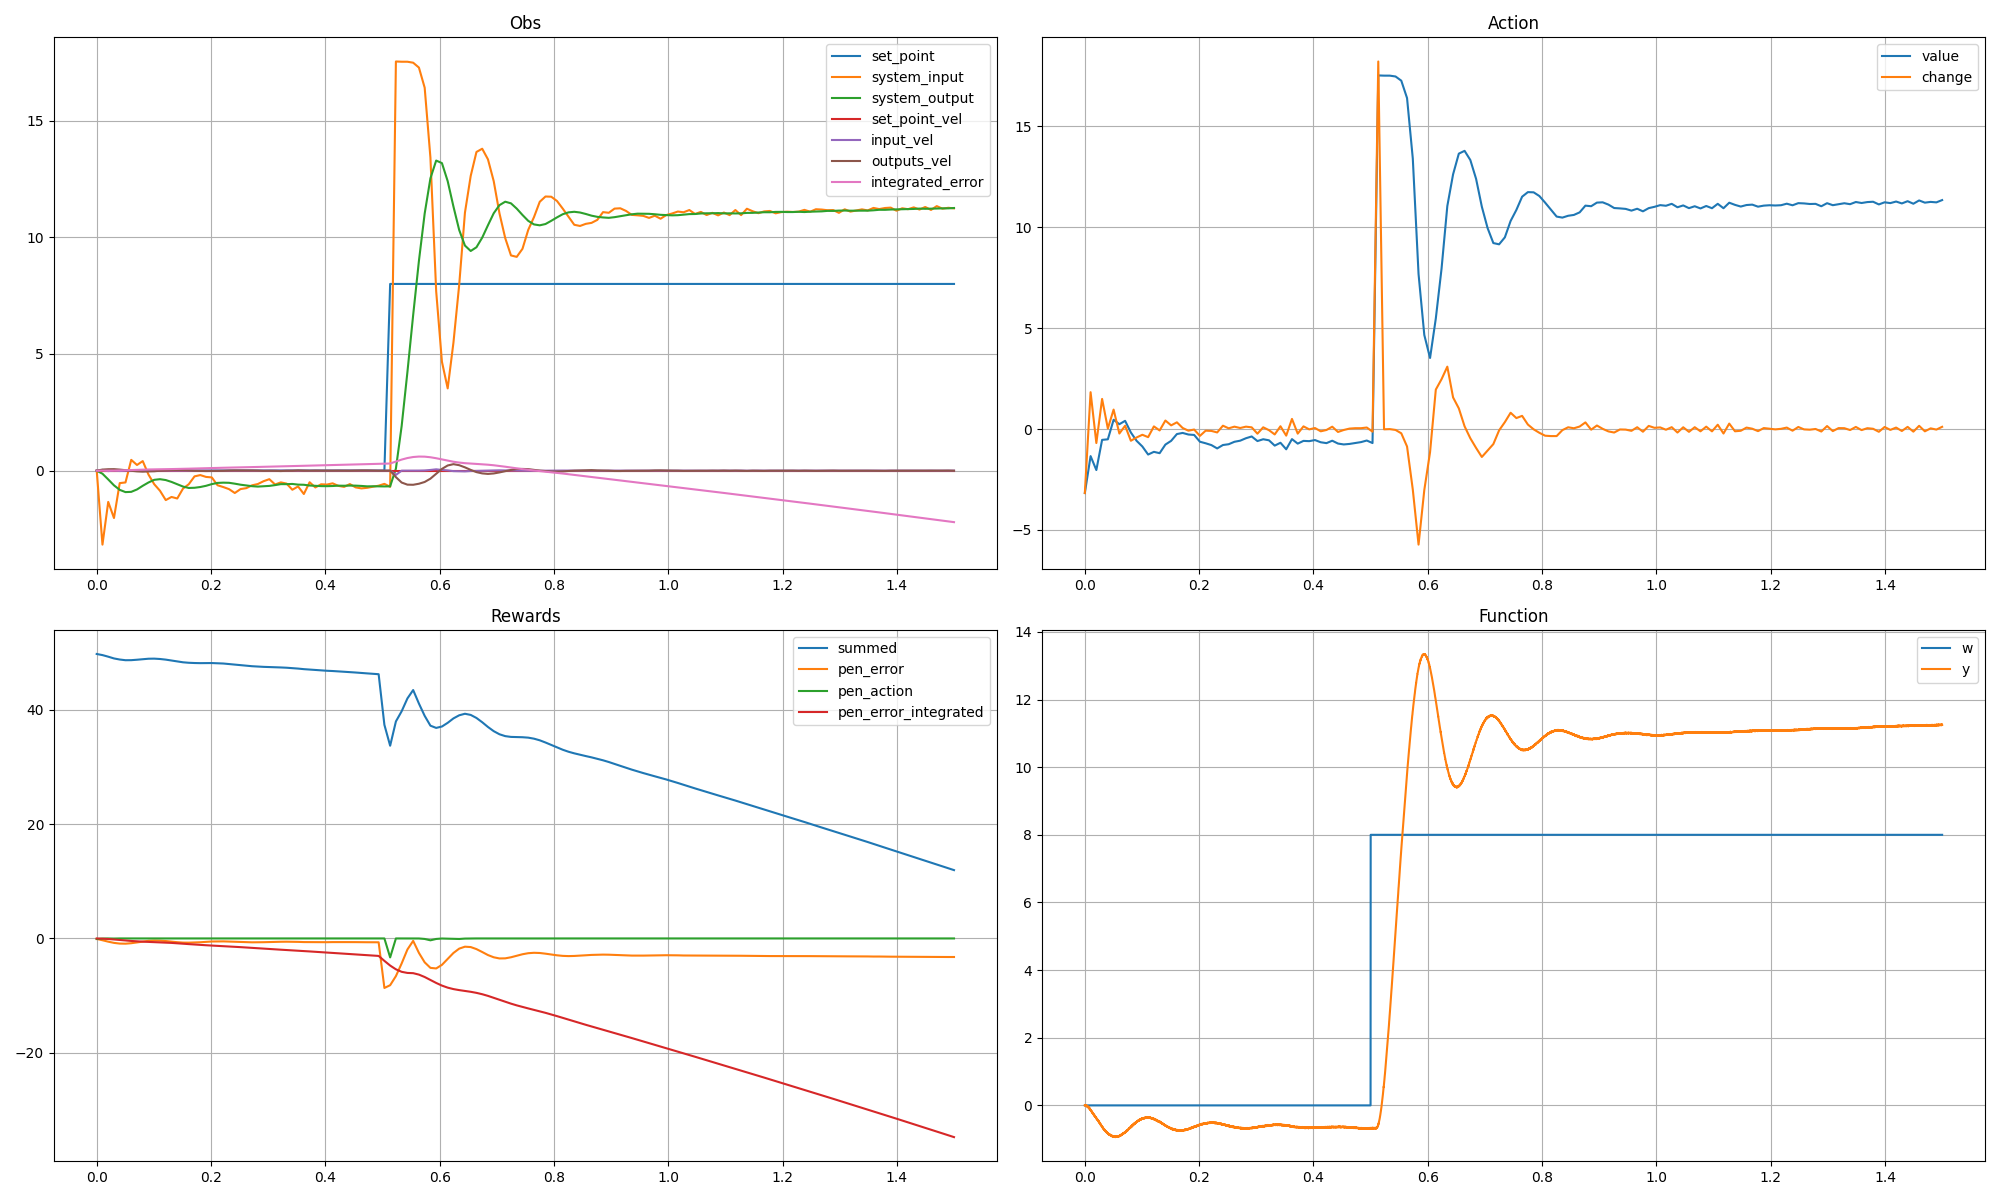 Obs
set_point
system_input
system_output
set_point_vel
input_vel
outputs_vel
integrated_error
15
10
5
0
0.0 0.2 0.4 0.6 0.8 1.0 1.2 1.4
Action
value
change
15
10
5
0
−5
0.0 0.2 0.4 0.6 0.8 1.0 1.2 1.4
Rewards
summed
pen_error
pen_action
pen_error_integrated
40
20
0
−20
0.0 0.2 0.4 0.6 0.8 1.0 1.2 1.4
Function
w
y
14
12
10
8
6
4
2
0
0.0 0.2 0.4 0.6 0.8 1.0 1.2 1.4